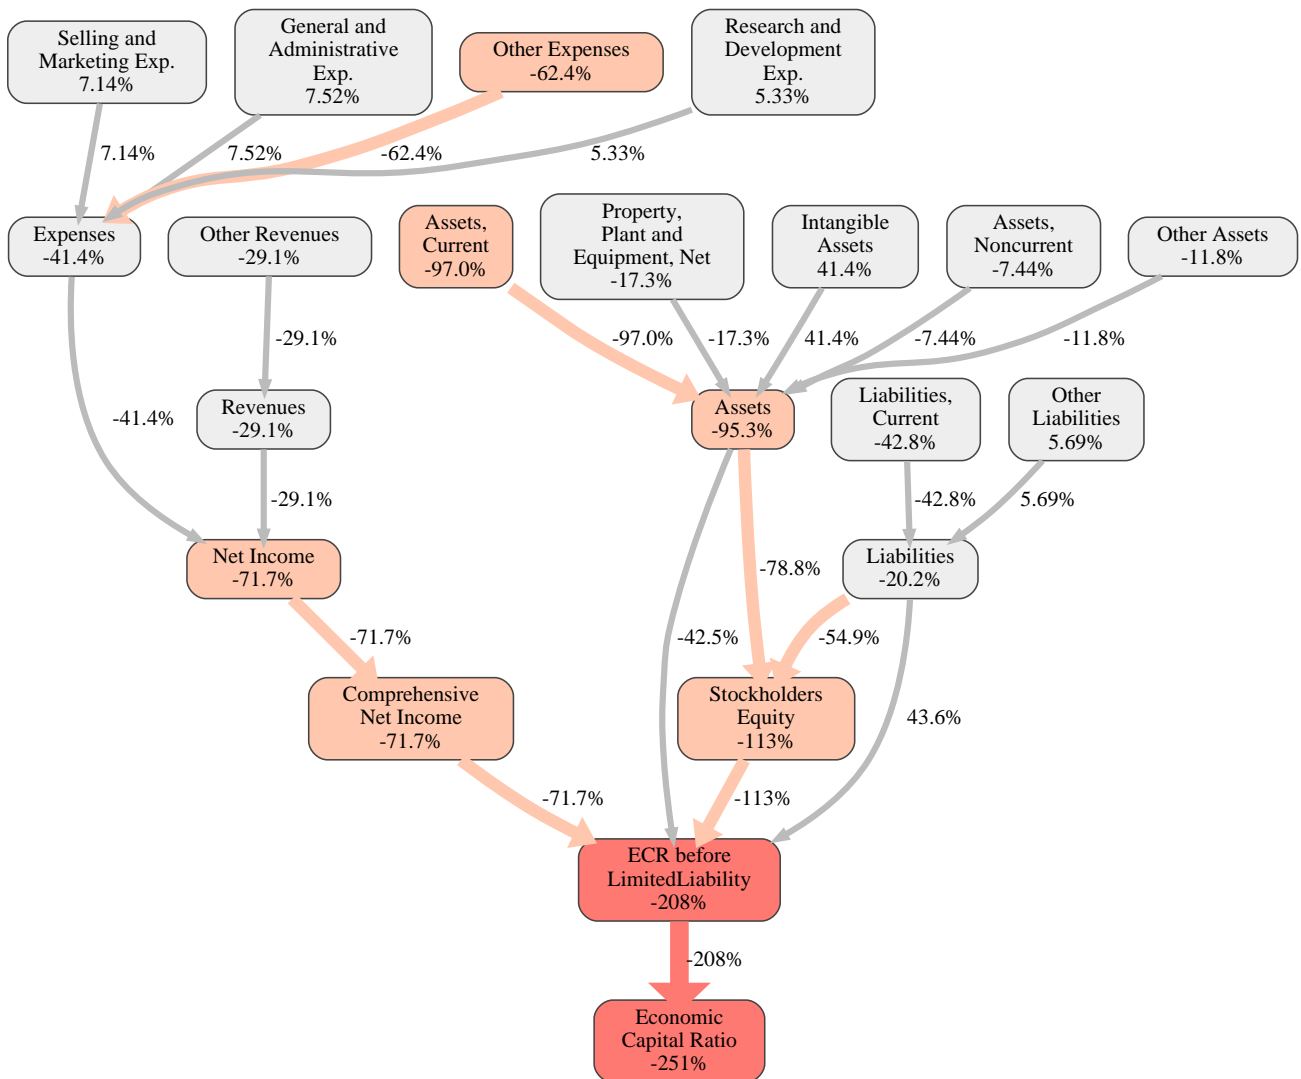 Selling and
Marketing Exp.
7.14%
General and
Administrative
Exp.
7.52%
Other Expenses
-62.4%
Research and
Development
Exp.
5.33%
7.14%
7.52%
-62.4%
5.33%
Expenses
-41.4%
Other Revenues
-29.1%
Assets,
Current
-97.0%
Property,
Plant and
Equipment, Net
-17.3%
Intangible
Assets
41.4%
Assets,
Noncurrent
-7.44%
Other Assets
-11.8%
-29.1%
-97.0%
-17.3%
41.4%
-7.44%
-11.8%
-41.4%
Revenues
-29.1%
Assets
-95.3%
Liabilities,
Current
-42.8%
Other
Liabilities
5.69%
-29.1%
-42.8%
5.69%
Net Income
-71.7%
-78.8%
Liabilities
-20.2%
-71.7%
-42.5%
-54.9%
Comprehensive
Net Income
-71.7%
Stockholders
Equity
-113%
43.6%
-71.7%
-113%
ECR before
LimitedLiability
-208%
-208%
Economic
Capital Ratio
-251%